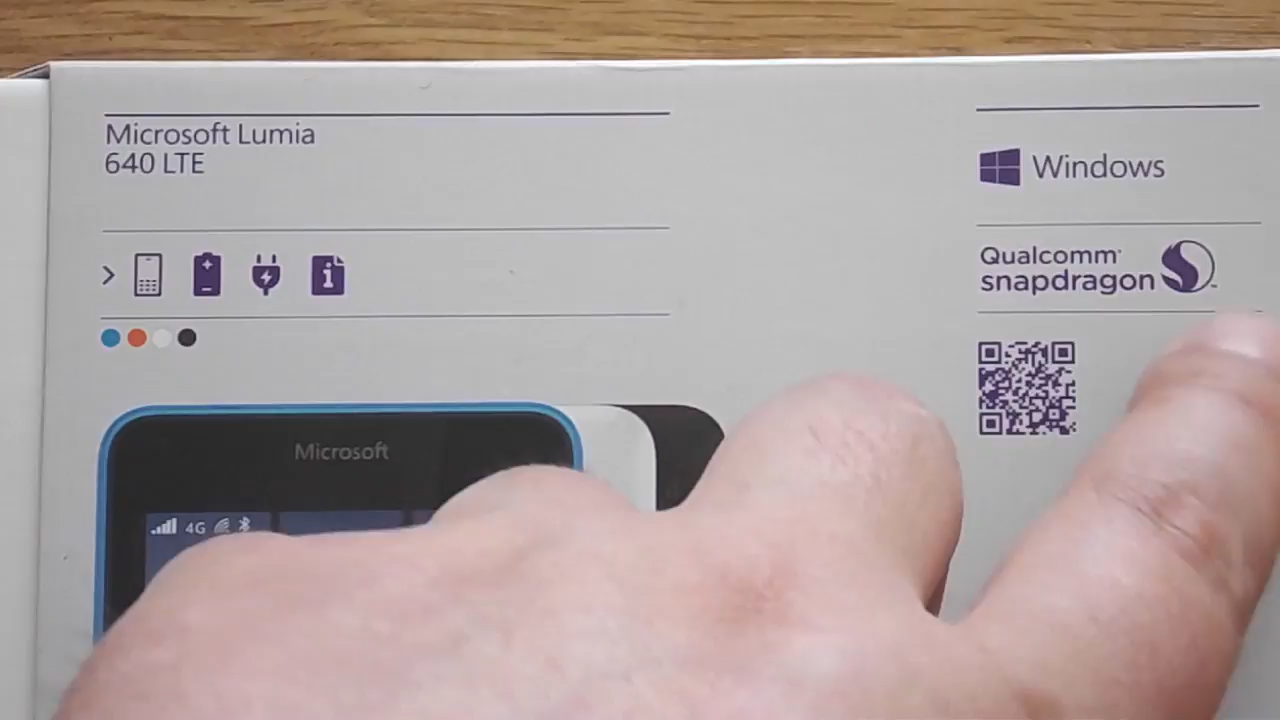 Microsoft Lumia
640 LTE
Windows
Qualcomm
snapdragon
Microsoft
4G